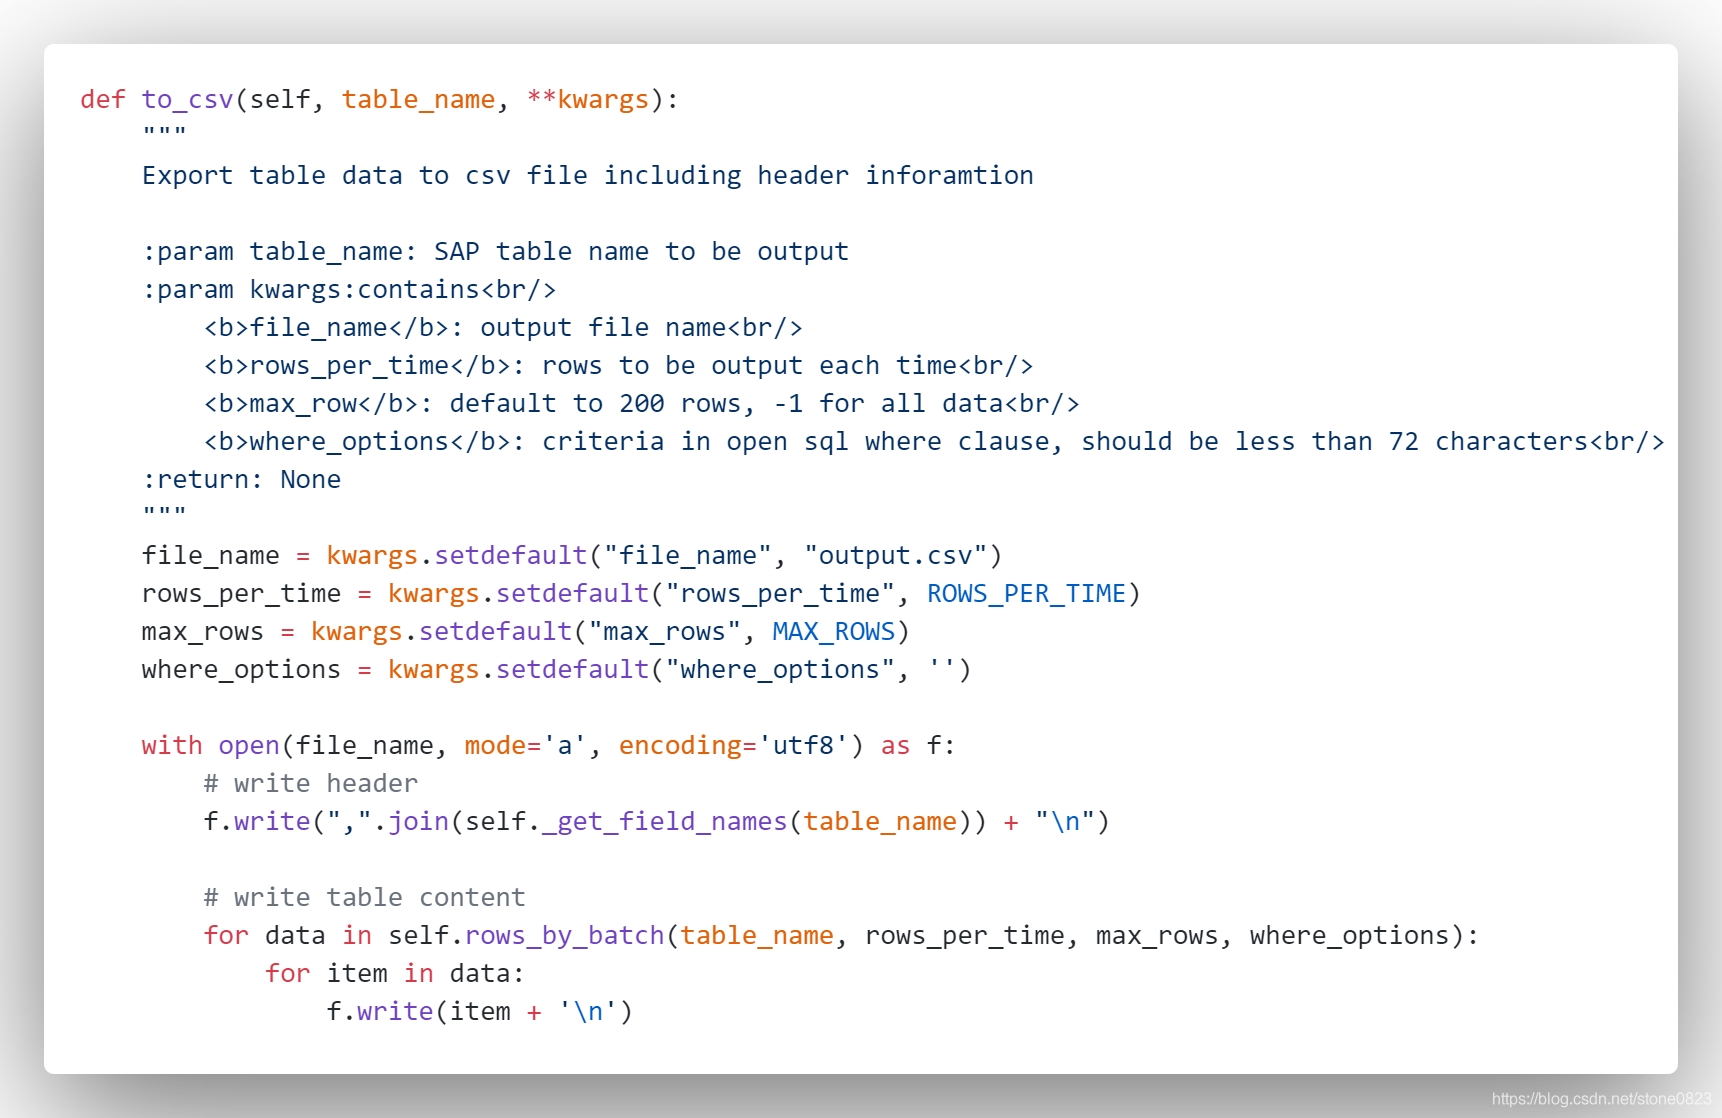 def to_csv(self, table_name, **kwargs):
    """
    Export table data to csv file including header inforamtion

    :param table_name: SAP table name to be output
    :param kwargs:contains<br/>
        <b>file_name</b>: output file name<br/>
        <b>rows_per_time</b>: rows to be output each time<br/>
        <b>max_row</b>: default to 200 rows, -1 for all data<br/>
        <b>where_options</b>: criteria in open sql where clause, should be less than 72 characters<br/>
    :return: None
    """
    file_name = kwargs.setdefault("file_name", "output.csv")
    rows_per_time = kwargs.setdefault("rows_per_time", ROWS_PER_TIME)
    max_rows = kwargs.setdefault("max_rows", MAX_ROWS)
    where_options = kwargs.setdefault("where_options", '')

    with open(file_name, mode='a', encoding='utf8') as f:
        # write header
        f.write(",".join(self._get_field_names(table_name)) + "\n")

        # write table content
        for data in self.rows_by_batch(table_name, rows_per_time, max_rows, where_options):
            for item in data:
                f.write(item + '\n')
https://blog.csdn.net/stone0823